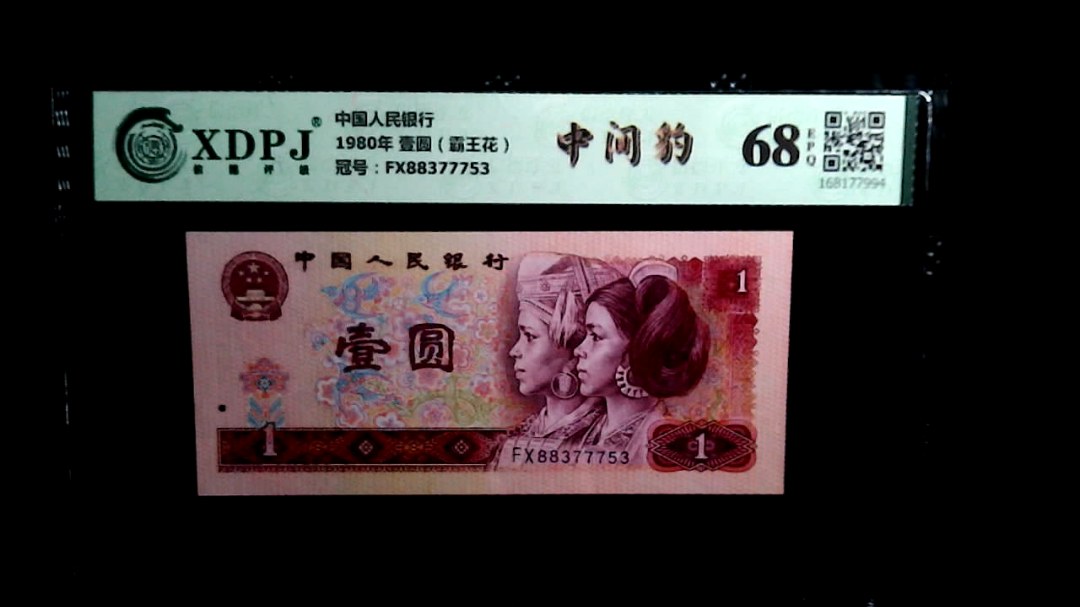 XDPJ®
中国人民银行
1980年 壹圆（霸王花）
冠号：FX88377753
中间豹
68
EPQ
168177994
中国人民银行
1
壹圆
1
FX88377753
1